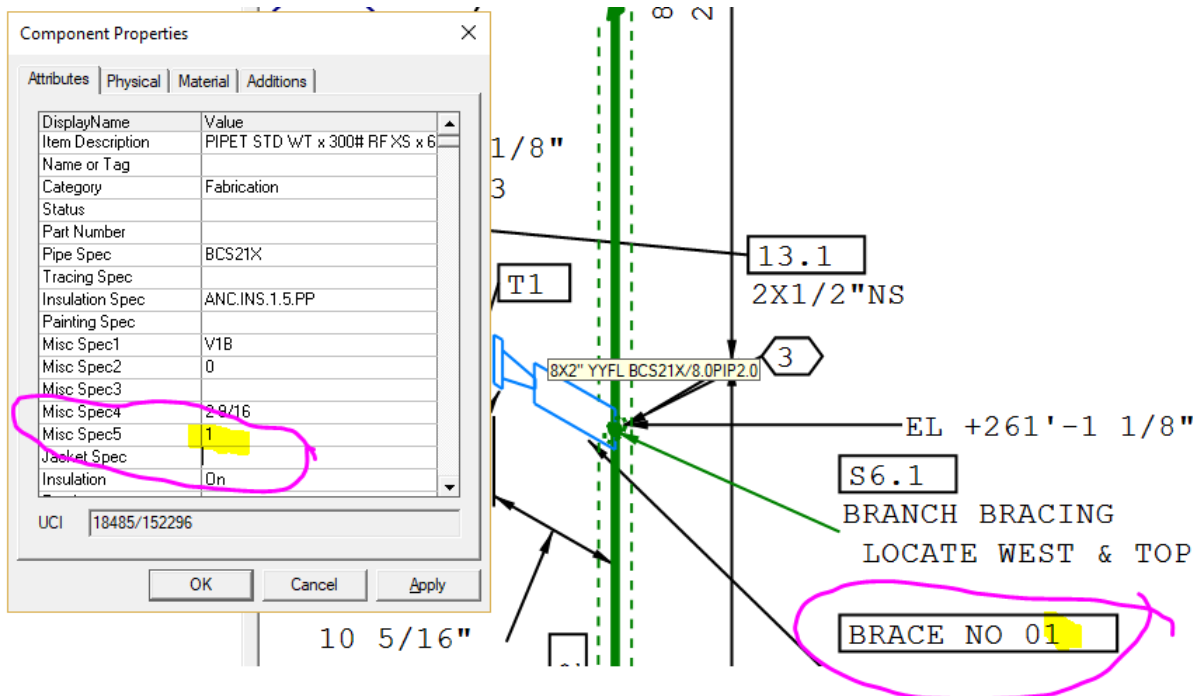 Component Properties
Attributes Physical Material Additions
DisplayName Value
Item Description PIPET STD WT x 300# RF XS x 6
Name or Tag
Category Fabrication
Status
Part Number
Pipe Spec BCS21X
Tracing Spec
Insulation Spec ANC.INS.1.5.PP
Painting Spec
Misc Spec1 V1B
Misc Spec2 0
Misc Spec3
Misc Spec4 2 9/16
Misc Spec5 1
Jacket Spec
Insulation On
UCI 18485/152296
OK Cancel Apply
8
2
1/8"
3
13.1
2X1/2"NS
T1
3
8X2" YYFL BCS21X/8.0PIP2.0
EL +261'-1 1/8"
S6.1
BRANCH BRACING
LOCATE WEST & TOP
BRACE NO 01
10 5/16"